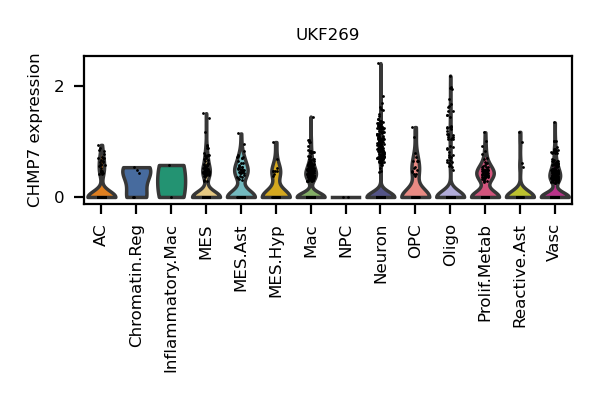 UKF269
CHMP7 expression
2
0
AC
Chromatin.Reg
Inflammatory.Mac
MES
MES.Ast
MES.Hyp
Mac
NPC
Neuron
OPC
Oligo
Prolif.Metab
Reactive.Ast
Vasc